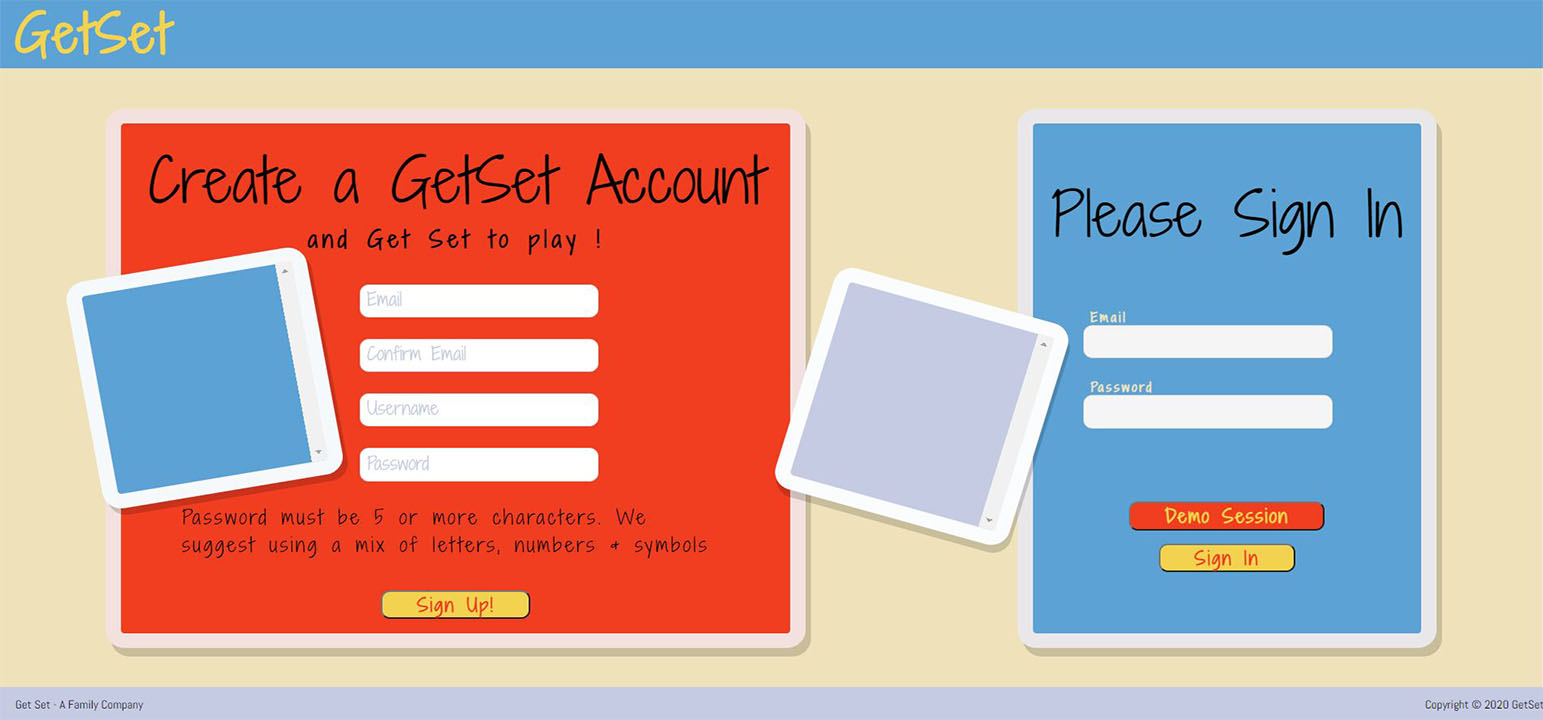 GetSet
Create a GetSet Account
and Get Set to play !
Email
Confirm Email
Username
Password
Password must be 5 or more characters. We
suggest using a mix of letters, numbers & symbols
Sign Up!
Please Sign In
Email
Password
Demo Session
Sign In
Get Set - A Family Company
Copyright © 2020 GetSet